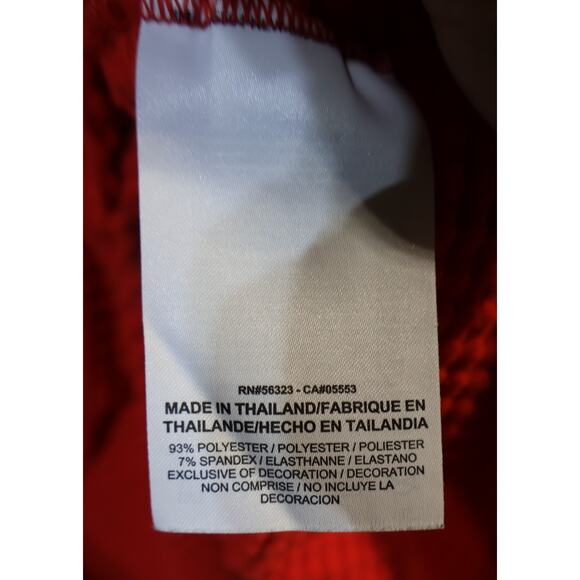 RN#56323 - CA#05553
MADE IN THAILAND/FABRIQUE EN
THAILANDE/HECHO EN TAILANDIA
93% POLYESTER / POLYESTER / POLIESTER
7% SPANDEX / ELASTHANNE / ELASTANO
EXCLUSIVE OF DECORATION / DECORATION
NON COMPRISE / NO INCLUYE LA
DECORACION